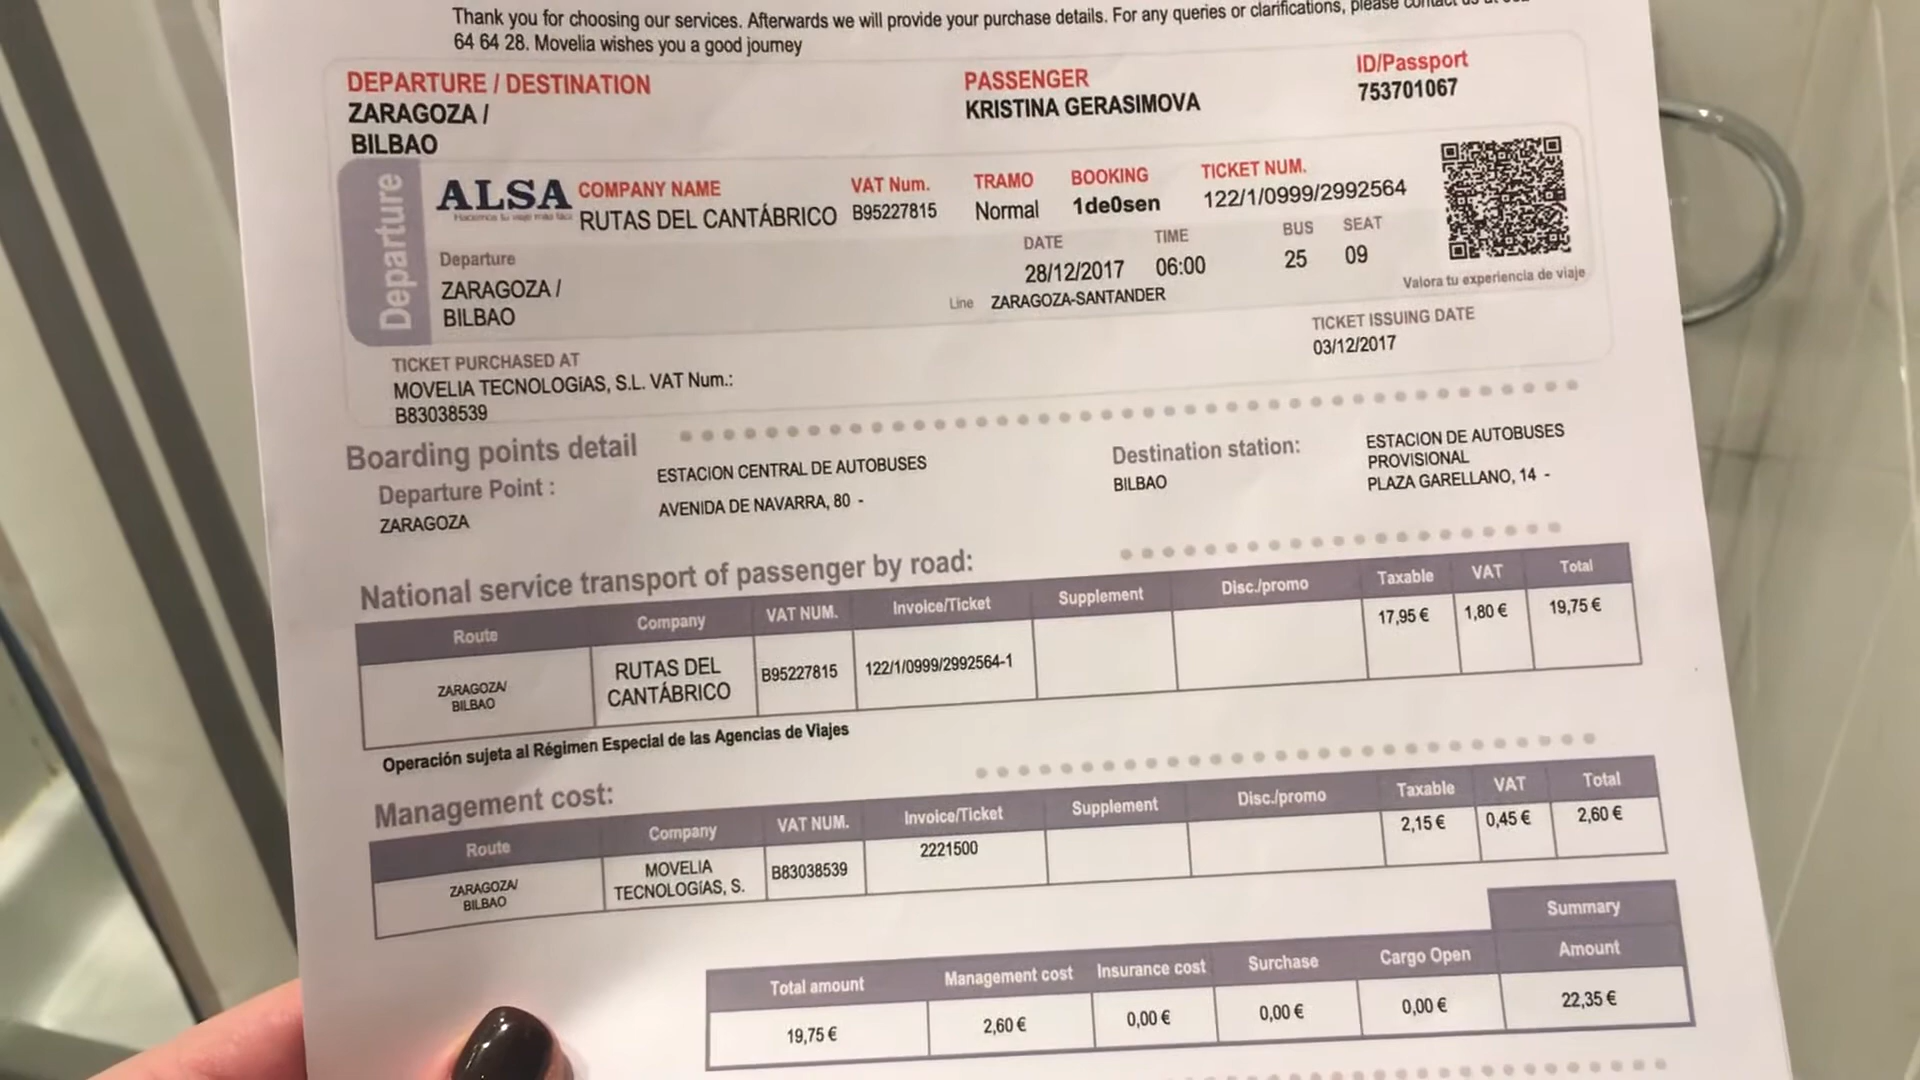 Thank you for choosing our services. Afterwards we will provide your purchase details. For any queries or clarifications, please contact us at
64 64 28. Movelia wishes you a good journey
DEPARTURE / DESTINATION
ZARAGOZA /
BILBAO
PASSENGER
KRISTINA GERASIMOVA
ID/Passport
753701067
Departure
ALSA
COMPANY NAME
RUTAS DEL CANTÁBRICO
VAT Num.
B95227815
TRAMO
Normal
BOOKING
1de0sen
TICKET NUM.
122/1/0999/2992564
Departure
ZARAGOZA /
BILBAO
DATE
28/12/2017
TIME
06:00
BUS
25
SEAT
09
Line ZARAGOZA-SANTANDER
Valora tu experiencia de viaje
TICKET PURCHASED AT
MOVELIA TECNOLOGíAS, S.L. VAT Num.:
B83038539
TICKET ISSUING DATE
03/12/2017
Boarding points detail
Departure Point :
ZARAGOZA
ESTACION CENTRAL DE AUTOBUSES
AVENIDA DE NAVARRA, 80 -
Destination station:
BILBAO
ESTACION DE AUTOBUSES
PROVISIONAL
PLAZA GARELLANO, 14 -
National service transport of passenger by road:
Route Company VAT NUM. Invoice/Ticket Supplement Disc./promo Taxable VAT Total
ZARAGOZA/
BILBAO
RUTAS DEL
CANTÁBRICO
B95227815 122/1/0999/2992564-1 17,95 € 1,80 € 19,75 €
Operación sujeta al Régimen Especial de las Agencias de Viajes
Management cost:
Route Company VAT NUM. Invoice/Ticket Supplement Disc./promo Taxable VAT Total
ZARAGOZA/
BILBAO
MOVELIA
TECNOLOGíAS, S.
B83038539 2221500 2,15 € 0,45 € 2,60 €
Summary
Total amount Management cost Insurance cost Surchase Cargo Open Amount
19,75 € 2,60 € 0,00 € 0,00 € 0,00 € 22,35 €